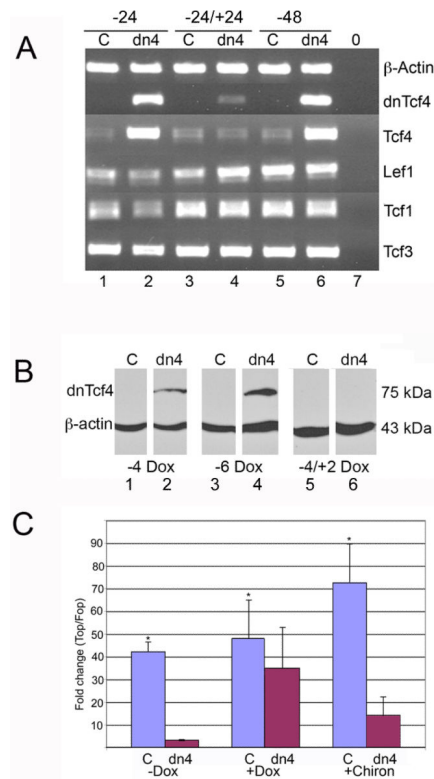 A
-24 -24/+24 -48
C dn4 C dn4 C dn4 0
β-Actin
dnTcf4
Tcf4
Lef1
Tcf1
Tcf3
1 2 3 4 5 6 7
B
C dn4 C dn4 C dn4
dnTcf4 75 kDa
β-actin 43 kDa
-4 Dox -6 Dox -4/+2 Dox
1 2 3 4 5 6
C
Fold change (Top/Fop)
90
80
70
60
50
40
30
20
10
* * *
C dn4 C dn4 C dn4
-Dox +Dox +Chiron